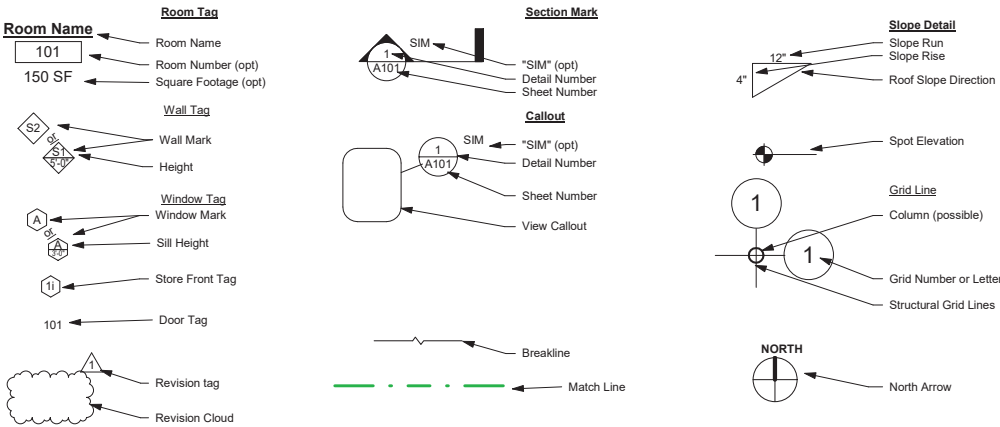 Room Tag
Room Name
Room Name
101
Room Number (opt)
150 SF
Square Footage (opt)
Wall Tag
S2
or
Wall Mark
S1
5'-0"
Height
Window Tag
A
Window Mark
or
A
3'-0"
Sill Height
1i
Store Front Tag
101
Door Tag
1
Revision tag
Revision Cloud
Section Mark
SIM
1
A101
"SIM" (opt)
Detail Number
Sheet Number
Callout
SIM
"SIM" (opt)
1
A101
Detail Number
Sheet Number
View Callout
Breakline
Match Line
Slope Detail
Slope Run
12"
Slope Rise
4"
Roof Slope Direction
Spot Elevation
Grid Line
1
Column (possible)
1
Grid Number or Letter
Structural Grid Lines
NORTH
North Arrow